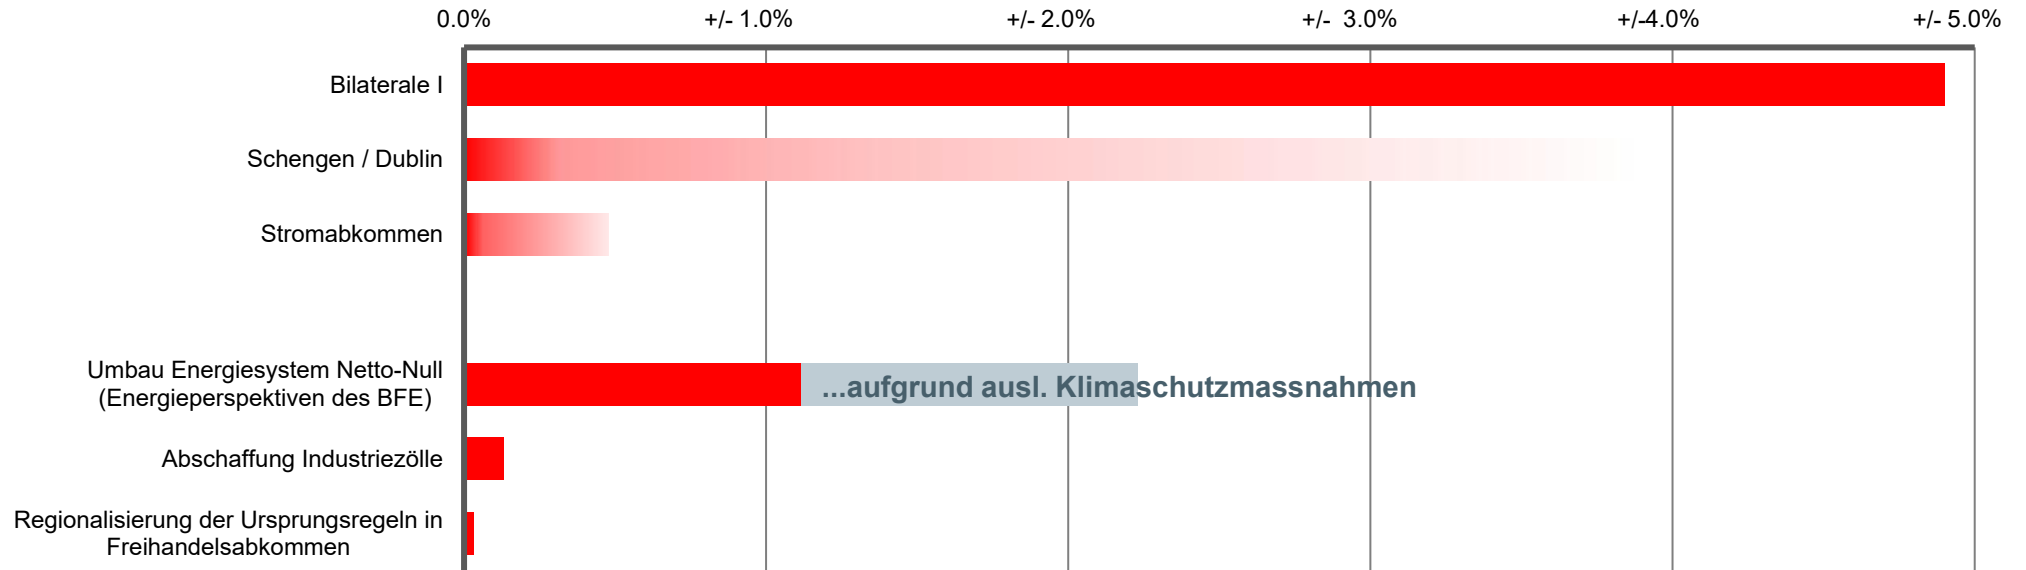 0.0% +/- 1.0% +/- 2.0% +/- 3.0% +/-4.0% +/- 5.0%
Bilaterale I
Schengen / Dublin
Stromabkommen
Umbau Energiesystem Netto-Null
(Energieperspektiven des BFE)
...aufgrund ausl. Klimaschutzmassnahmen
Abschaffung Industriezölle
Regionalisierung der Ursprungsregeln in
Freihandelsabkommen